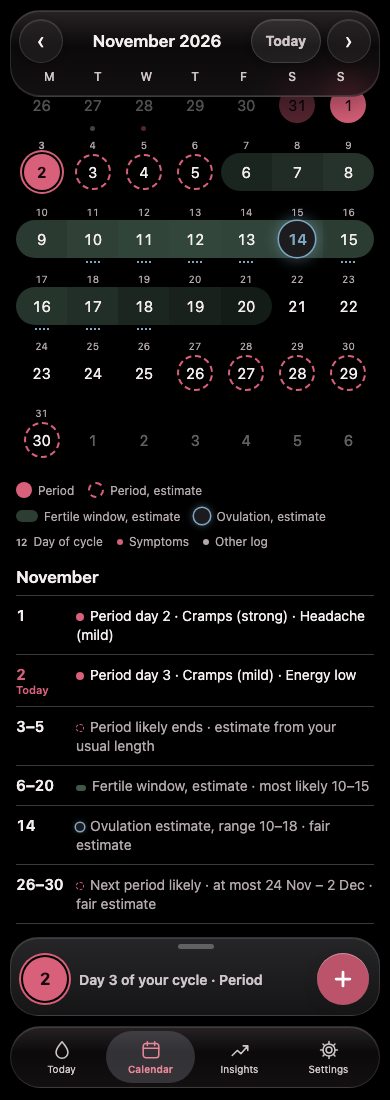 ‹ November 2026 Today ›
M T W T F S S
26 27 28 29 30 31 1
3 4 5 6 7 8 9
2 3 4 5 6 7 8
10 11 12 13 14 15 16
9 10 11 12 13 14 15
17 18 19 20 21 22 23
16 17 18 19 20 21 22
24 25 26 27 28 29 30
23 24 25 26 27 28 29
31
30 1 2 3 4 5 6
Period Period, estimate
Fertile window, estimate Ovulation, estimate
12 Day of cycle Symptoms Other log
November
1 Period day 2 · Cramps (strong) · Headache
(mild)
2 Period day 3 · Cramps (mild) · Energy low
Today
3–5 Period likely ends · estimate from your
usual length
6–20 Fertile window, estimate · most likely 10–15
14 Ovulation estimate, range 10–18 · fair
estimate
26–30 Next period likely · at most 24 Nov – 2 Dec ·
fair estimate
2 Day 3 of your cycle · Period +
Today Calendar Insights Settings